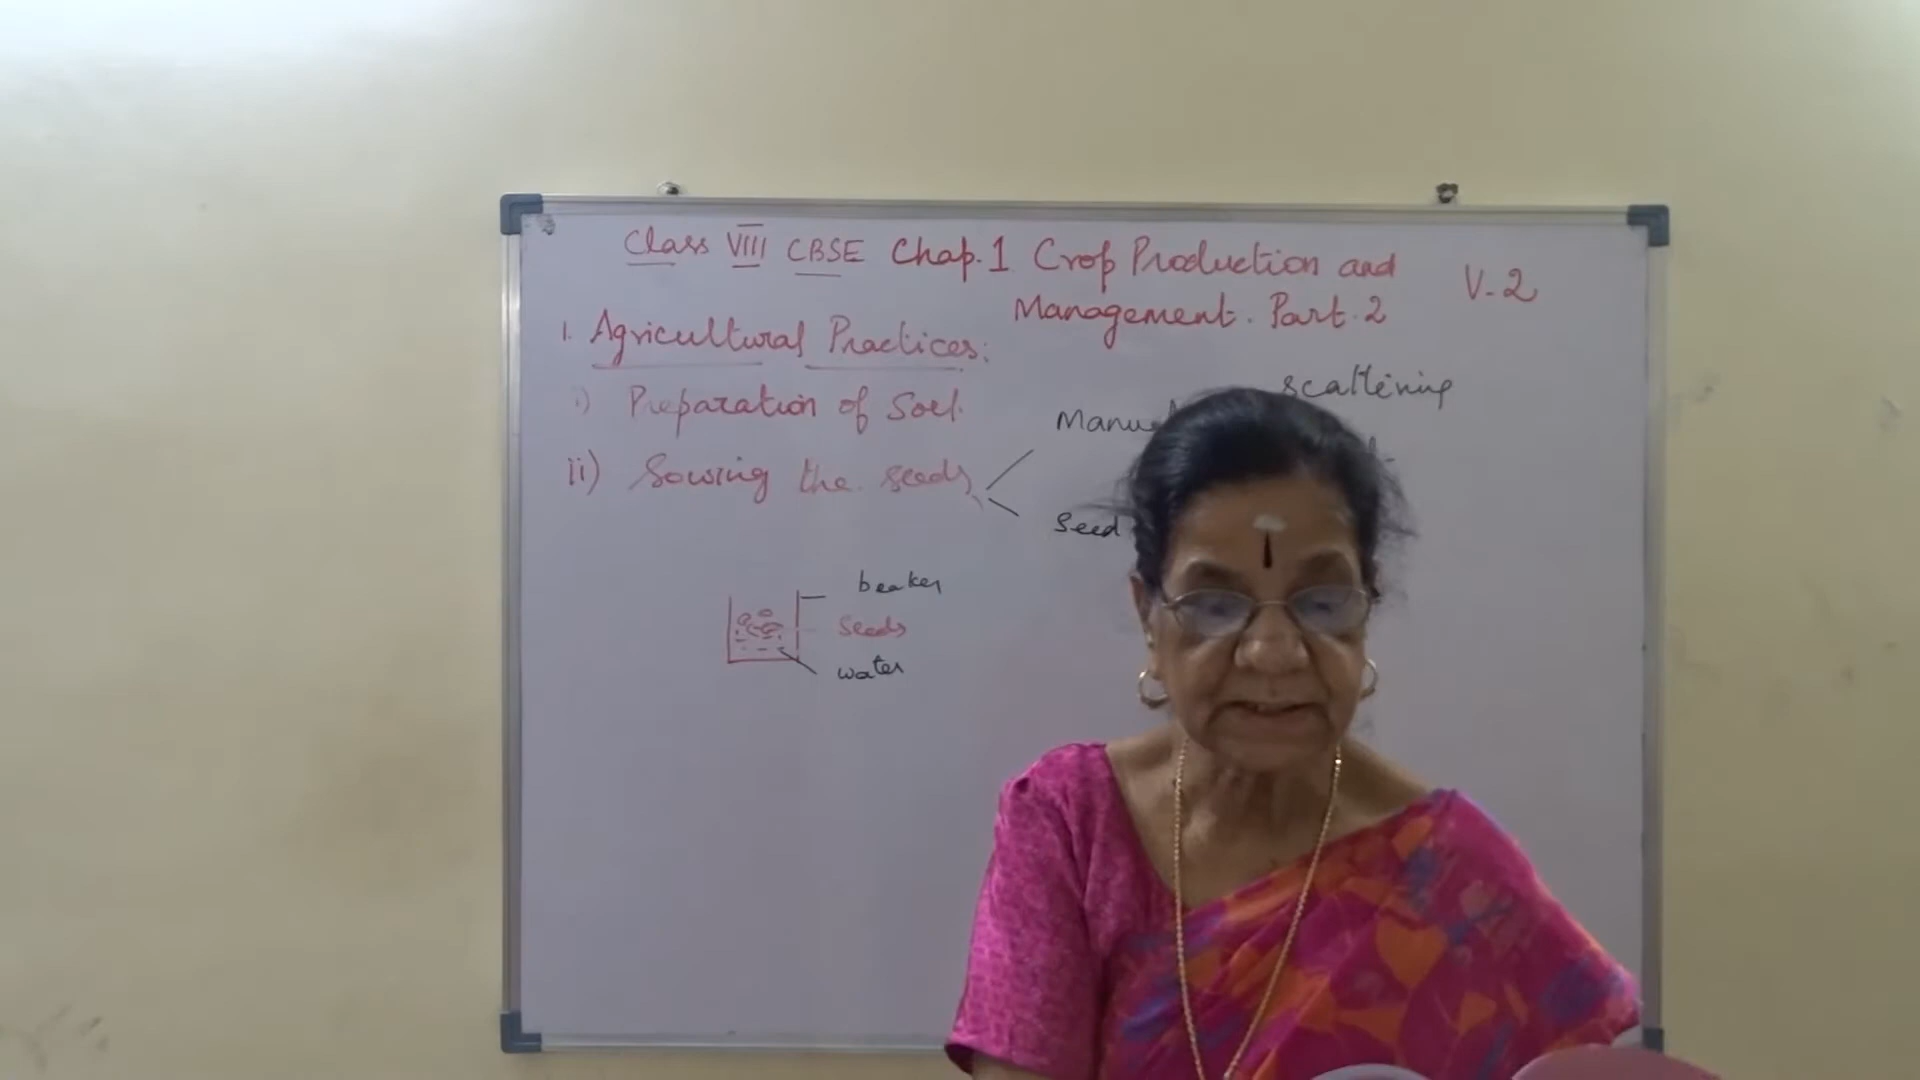 Class VIII CBSE Chap.1 Crop Production and
Management. Part.2
V-2
1. Agricultural Practices:
i) Preparation of Soil.
scattering
ii) Sowing the seeds
Seed
beaker
seeds
water